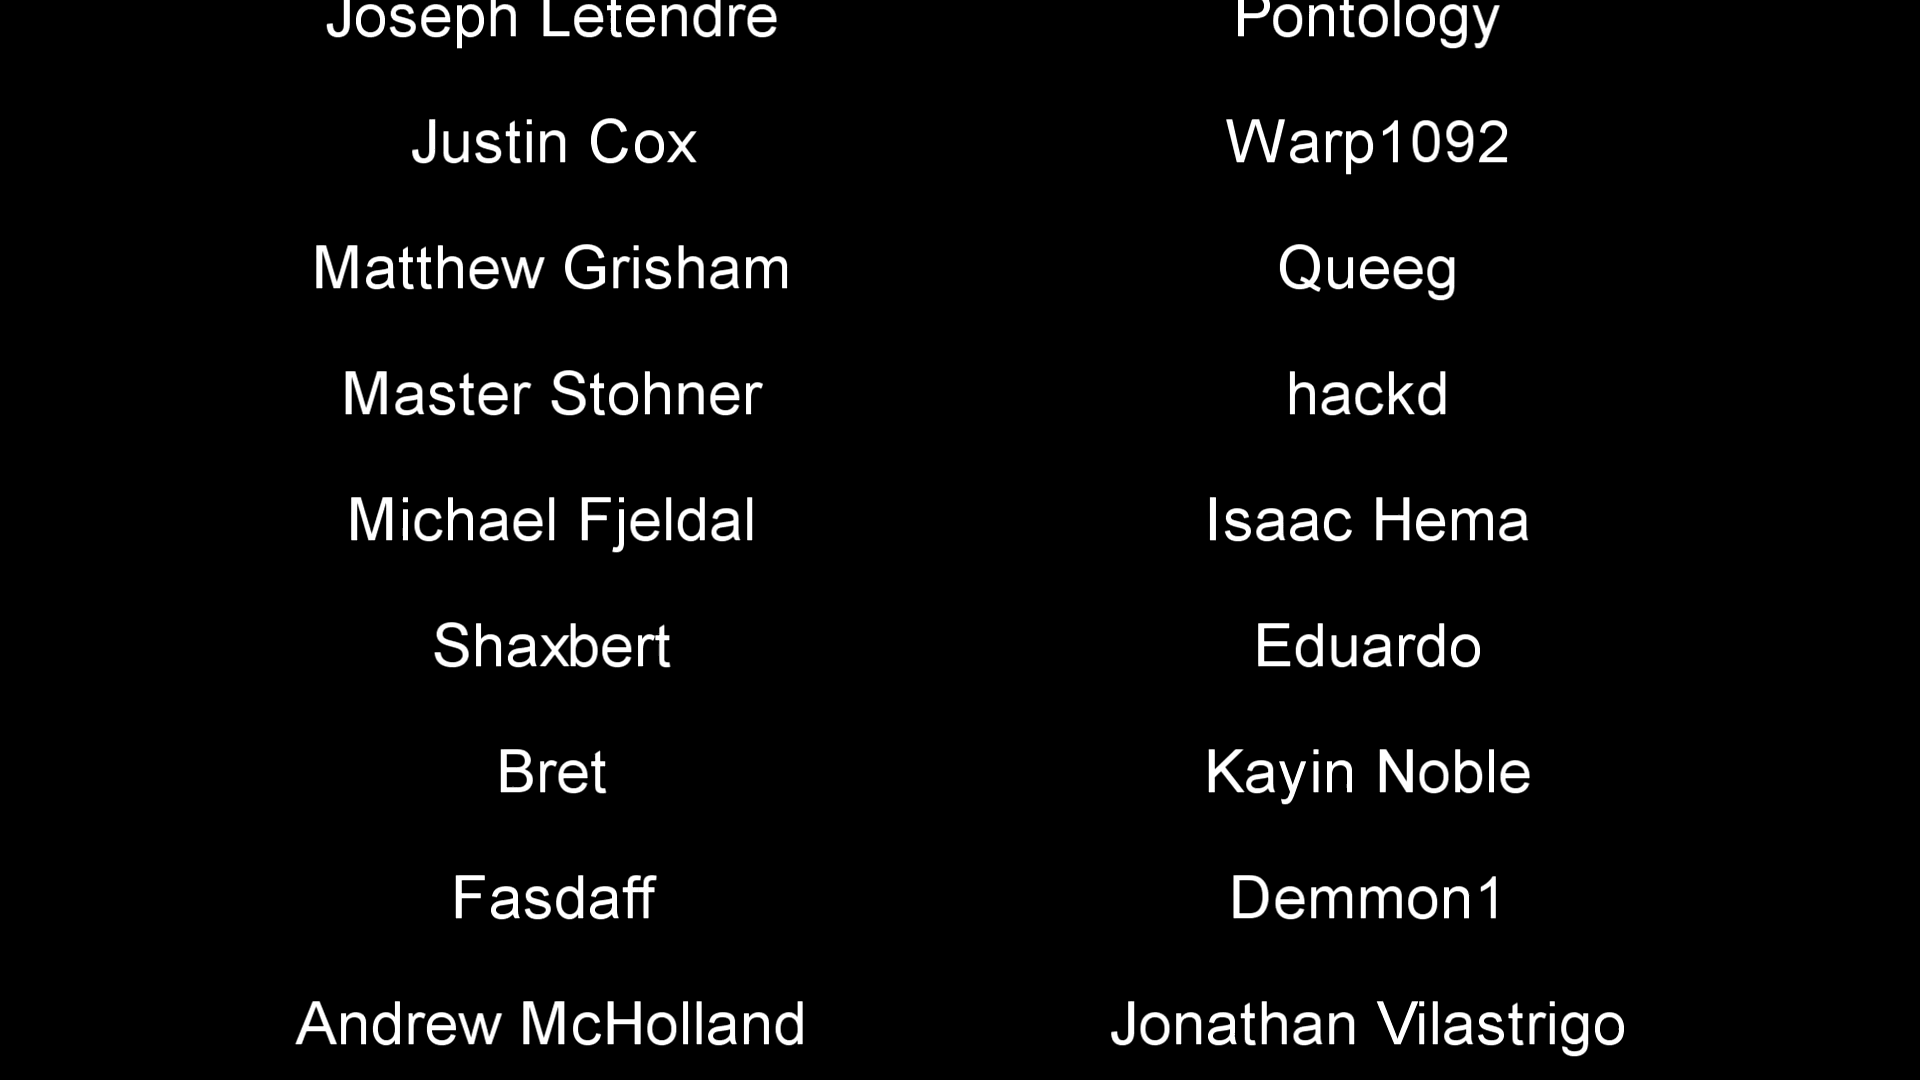 Joseph Letendre Pontology
Justin Cox Warp1092
Matthew Grisham Queeg
Master Stohner hackd
Michael Fjeldal Isaac Hema
Shaxbert Eduardo
Bret Kayin Noble
Fasdaff Demmon1
Andrew McHolland Jonathan Vilastrigo